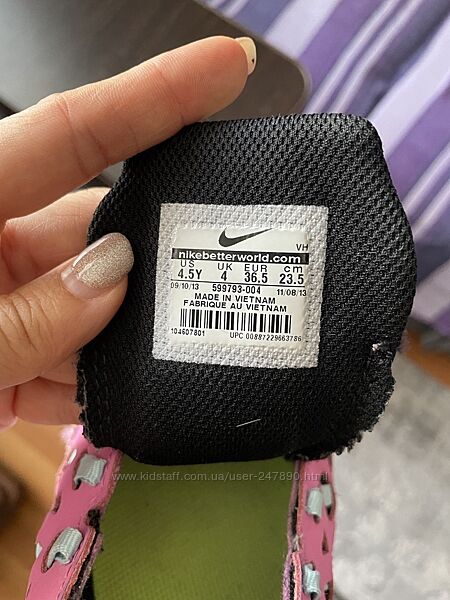 VH
nikebetterworld.com
US UK EUR cm
4.5Y 4 36.5 23.5
09/10/13 599793-004 11/08/13
MADE IN VIETNAM
FABRIQUE AU VIETNAM
104607801 UPC 00887229663786
www.kidstaff.com.ua/user-247890.html